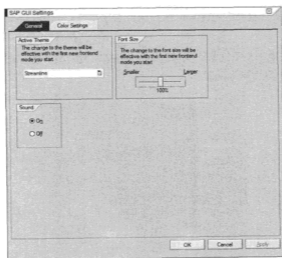 SAP GUI Settings
General
Color Settings
Active Theme
The change to the theme will be
effective with the first new frontend
mode you start
Streamline
Font Size
The change to the font size will be
effective with the first new frontend
mode you start
Smaller
Larger
100%
Sound
On
Off
OK
Cancel
Apply